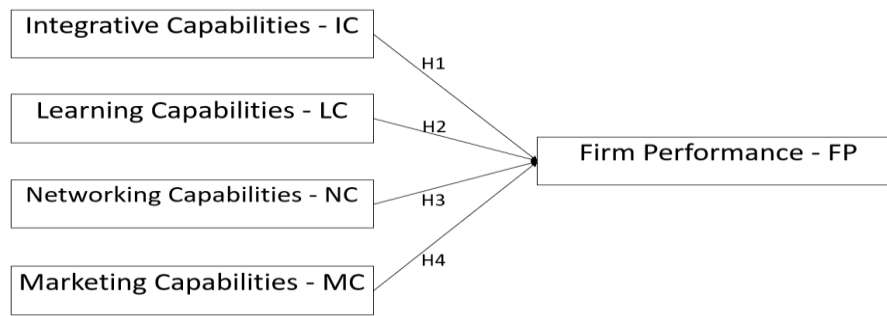 Integrative Capabilities - IC
H1
Learning Capabilities - LC
H2
Firm Performance - FP
Networking Capabilities - NC
H3
H4
Marketing Capabilities - MC